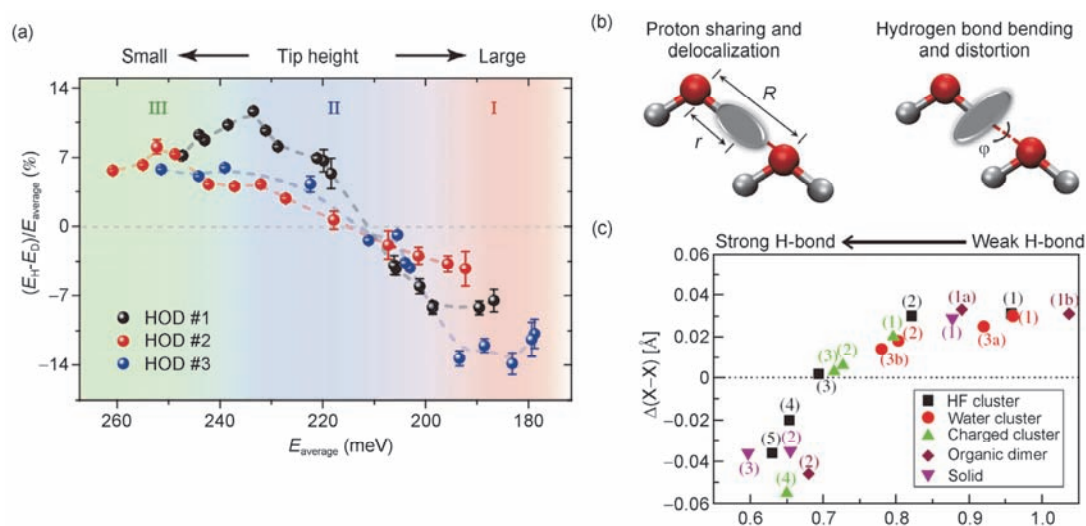 (a)
Small
Tip height
Large
III
II
I
14
7
0
−7
−14
(E_H-E_D)/E_average (%)
HOD #1
HOD #2
HOD #3
260
240
220
200
180
E_average (meV)
(b)
Proton sharing and
delocalization
Hydrogen bond bending
and distortion
R
r
φ
(c)
Strong H-bond
Weak H-bond
0.06
0.04
0.02
0
−0.02
−0.04
−0.06
Δ(X−X) [Å]
(1a)
(1b)
(2)
(1)
(1)
(2)
(1)
(1)
(3a)
(3)
(2)
(3b)
(3)
(4)
(5)
(2)
(3)
(2)
(4)
HF cluster
Water cluster
Charged cluster
Organic dimer
Solid
0.6
0.7
0.8
0.9
1.0